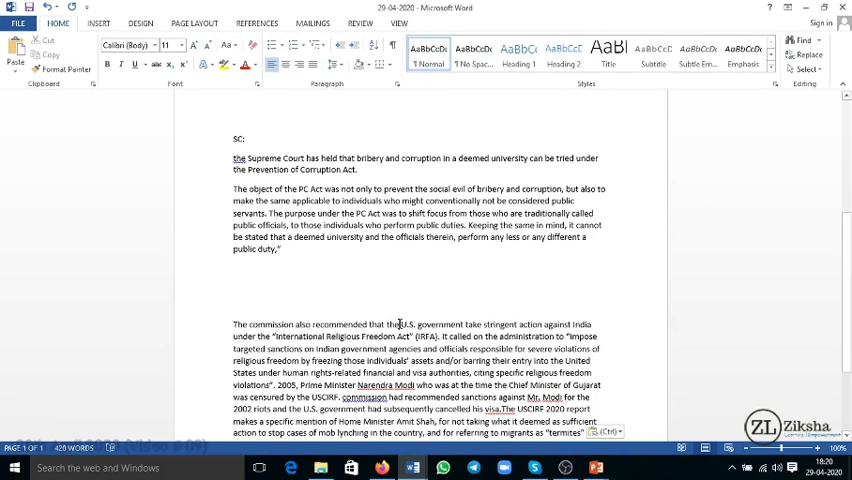 29-04-2020 - Microsoft Word
Sign in
FILE HOME INSERT DESIGN PAGE LAYOUT REFERENCES MAILINGS REVIEW VIEW
Cut
Copy
Format Painter
Paste
Clipboard
Calibri (Body) 11
Font
Paragraph
AaBbCcDc AaBbCcDc AaBbCc AaBbCcC AaBl AaBbCcC AaBbCcDc AaBbCcDc
¶ Normal ¶ No Spac... Heading 1 Heading 2 Title Subtitle Subtle Em... Emphasis
Styles
Find
Replace
Select
Editing
SC:
the Supreme Court has held that bribery and corruption in a deemed university can be tried under
the Prevention of Corruption Act.
The object of the PC Act was not only to prevent the social evil of bribery and corruption, but also to
make the same applicable to individuals who might conventionally not be considered public
servants. The purpose under the PC Act was to shift focus from those who are traditionally called
public officials, to those individuals who perform public duties. Keeping the same in mind, it cannot
be stated that a deemed university and the officials therein, perform any less or any different a
public duty,”
The commission also recommended that the U.S. government take stringent action against India
under the “International Religious Freedom Act” (IRFA). It called on the administration to “impose
targeted sanctions on Indian government agencies and officials responsible for severe violations of
religious freedom by freezing those individuals’ assets and/or barring their entry into the United
States under human rights-related financial and visa authorities, citing specific religious freedom
violations”. 2005, Prime Minister Narendra Modi who was at the time the Chief Minister of Gujarat
was censured by the USCIRF. commission had recommended sanctions against Mr. Modi for the
2002 riots and the U.S. government had subsequently cancelled his visa.The USCIRF 2020 report
makes a specific mention of Home Minister Amit Shah, for not taking what it deemed as sufficient
action to stop cases of mob lynching in the country, and for referring to migrants as “termites”
(Ctrl)
ZL Ziksha
PAGE 1 OF 1 420 WORDS
100%
Search the web and Windows
18:20
29-04-2020